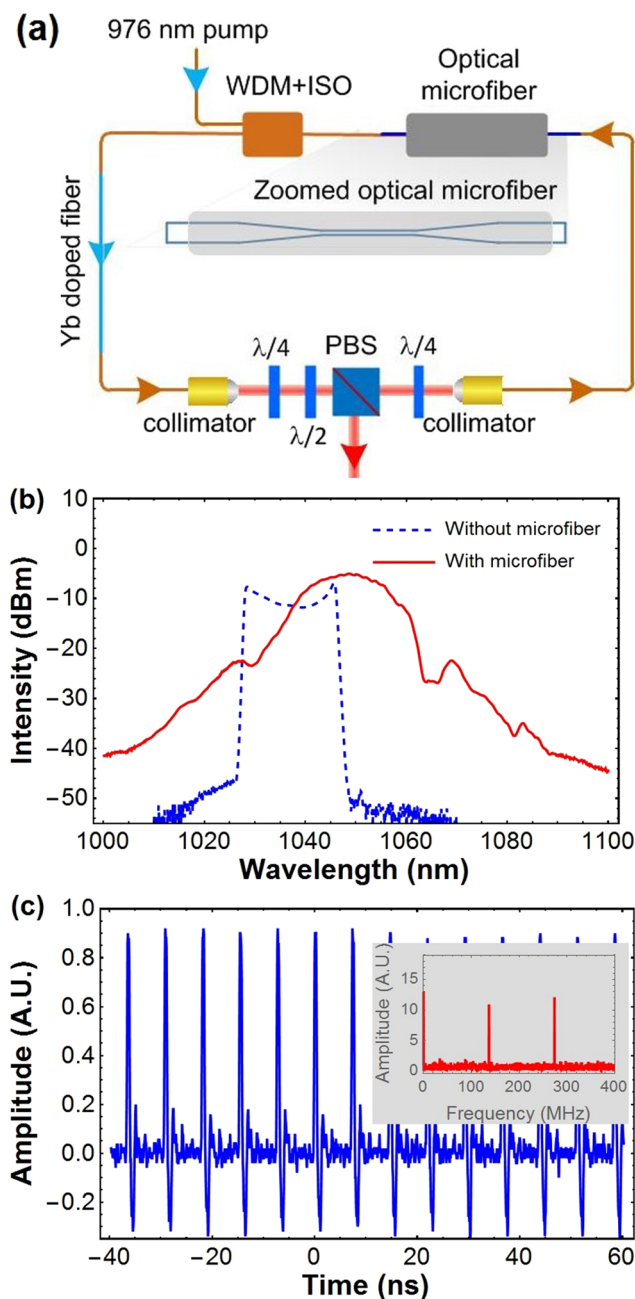 (a)
976 nm pump
WDM+ISO
Optical
microfiber
Zoomed optical microfiber
Yb doped fiber
λ/4
PBS
λ/4
collimator
λ/2
collimator
(b)
10
0
−10
−20
−30
−40
−50
Intensity (dBm)
Without microfiber
With microfiber
1000 1020 1040 1060 1080 1100
Wavelength (nm)
(c)
1.0
0.8
0.6
0.4
0.2
0.0
−0.2
Amplitude (A.U.)
15
10
5
0
Amplitude (A.U.)
0 100 200 300 400
Frequency (MHz)
−40 −20 0 20 40 60
Time (ns)